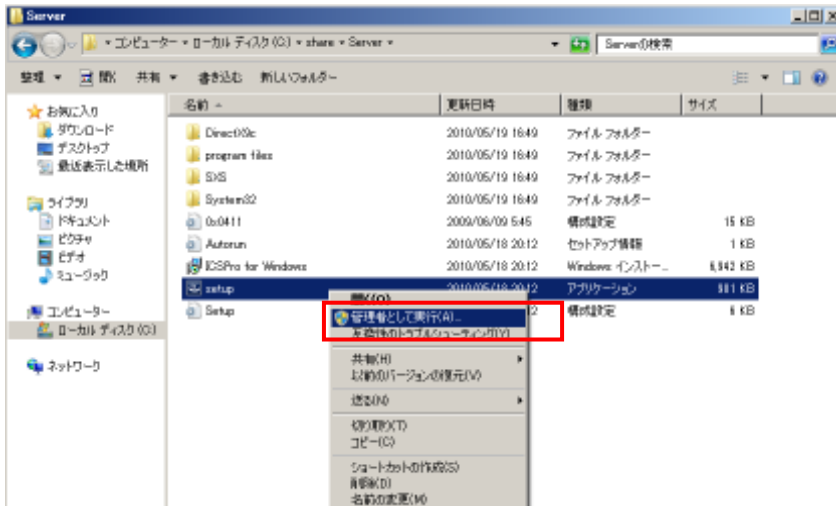 Server
コンピューター ▾ ローカル ディスク (C:) ▾ share ▾ Server ▾
Serverの検索
整理 ▾ 開く 共有 ▾ 書き込む 新しいフォルダー
お気に入り
ダウンロード
デスクトップ
最近表示した場所
ライブラリ
ドキュメント
ピクチャ
ビデオ
ミュージック
コンピューター
ローカル ディスク (C:)
ネットワーク
名前 更新日時 種類 サイズ
DirectX9c 2010/05/19 16:49 ファイル フォルダー
program files 2010/05/19 16:49 ファイル フォルダー
SXS 2010/05/19 16:49 ファイル フォルダー
System32 2010/05/19 16:49 ファイル フォルダー
0x0411 2009/06/09 5:45 構成設定 15 KB
Autorun 2010/05/18 20:12 セットアップ情報 1 KB
ICSPro for Windows 2010/05/18 20:12 Windows インストー... 6,942 KB
setup 2010/05/18 20:12 アプリケーション 981 KB
Setup 構成設定 6 KB
開く(O)
管理者として実行(A)...
互換性のトラブルシューティング(Y)
共有(H)
以前のバージョンの復元(V)
送る(N)
切り取り(T)
コピー(C)
ショートカットの作成(S)
削除(D)
名前の変更(M)